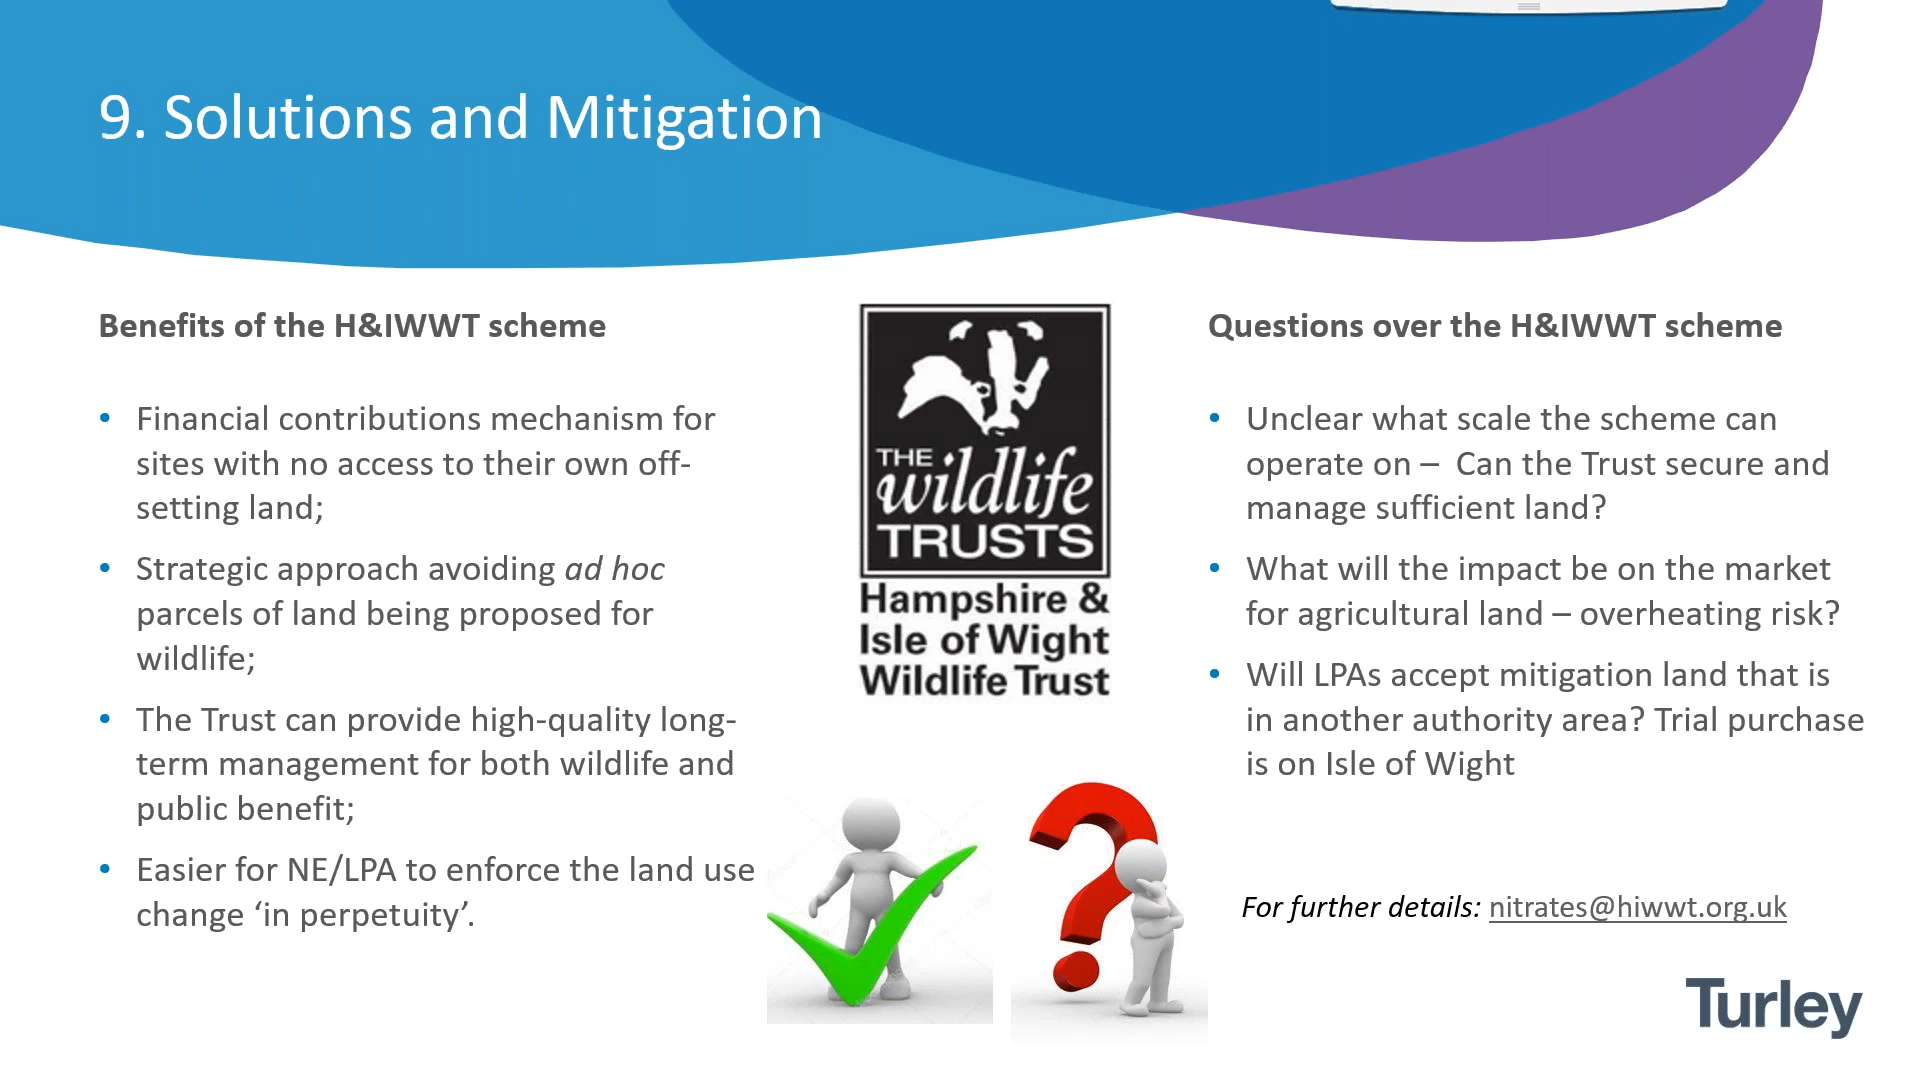 9. Solutions and Mitigation
Benefits of the H&IWWT scheme
• Financial contributions mechanism for
sites with no access to their own off-
setting land;
• Strategic approach avoiding ad hoc
parcels of land being proposed for
wildlife;
• The Trust can provide high-quality long-
term management for both wildlife and
public benefit;
• Easier for NE/LPA to enforce the land use
change ‘in perpetuity’.
THE
wildlife
TRUSTS
Hampshire &
Isle of Wight
Wildlife Trust
Questions over the H&IWWT scheme
• Unclear what scale the scheme can
operate on – Can the Trust secure and
manage sufficient land?
• What will the impact be on the market
for agricultural land – overheating risk?
• Will LPAs accept mitigation land that is
in another authority area? Trial purchase
is on Isle of Wight
For further details: nitrates@hiwwt.org.uk
Turley